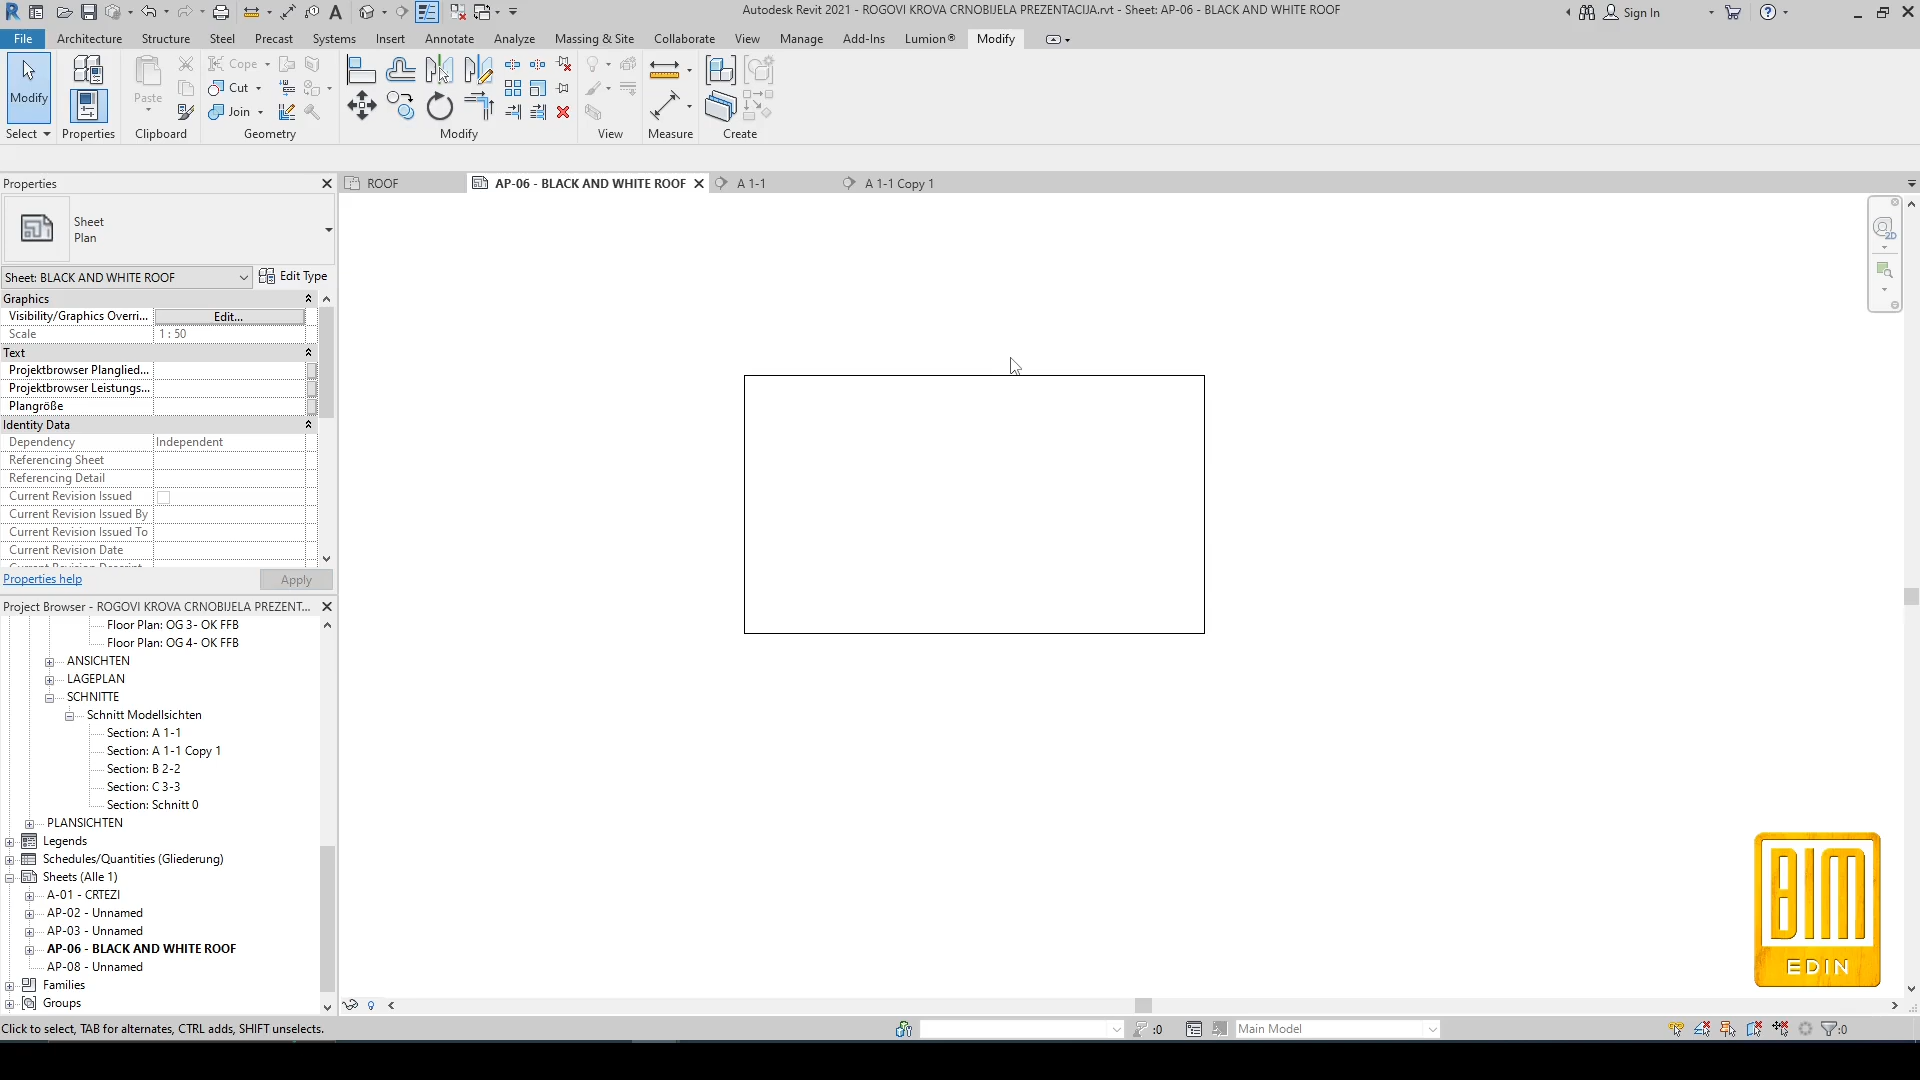 Autodesk Revit 2021 - ROGOVI KROVA CRNOBIJELA PREZENTACIJA.rvt - Sheet: AP-06 - BLACK AND WHITE ROOF
Sign In
File Architecture Structure Steel Precast Systems Insert Annotate Analyze Massing & Site Collaborate View Manage Add-Ins Lumion® Modify
Modify
Paste
Cope
Cut
Join
Select Properties Clipboard Geometry Modify View Measure Create
Properties
ROOF
AP-06 - BLACK AND WHITE ROOF
A 1-1
A 1-1 Copy 1
Sheet
Plan
Sheet: BLACK AND WHITE ROOF
Edit Type
Graphics
Visibility/Graphics Overri... Edit...
Scale 1 : 50
Text
Projektbrowser Planglied...
Projektbrowser Leistungs...
Plangröße
Identity Data
Dependency Independent
Referencing Sheet
Referencing Detail
Current Revision Issued
Current Revision Issued By
Current Revision Issued To
Current Revision Date
Properties help
Apply
Project Browser - ROGOVI KROVA CRNOBIJELA PREZENT...
Floor Plan: OG 3- OK FFB
Floor Plan: OG 4- OK FFB
ANSICHTEN
LAGEPLAN
SCHNITTE
Schnitt Modellsichten
Section: A 1-1
Section: A 1-1 Copy 1
Section: B 2-2
Section: C 3-3
Section: Schnitt 0
PLANSICHTEN
Legends
Schedules/Quantities (Gliederung)
Sheets (Alle 1)
A-01 - CRTEZI
AP-02 - Unnamed
AP-03 - Unnamed
AP-06 - BLACK AND WHITE ROOF
AP-08 - Unnamed
Families
Groups
BIM
EDIN
Click to select, TAB for alternates, CTRL adds, SHIFT unselects.
:0
Main Model
:0